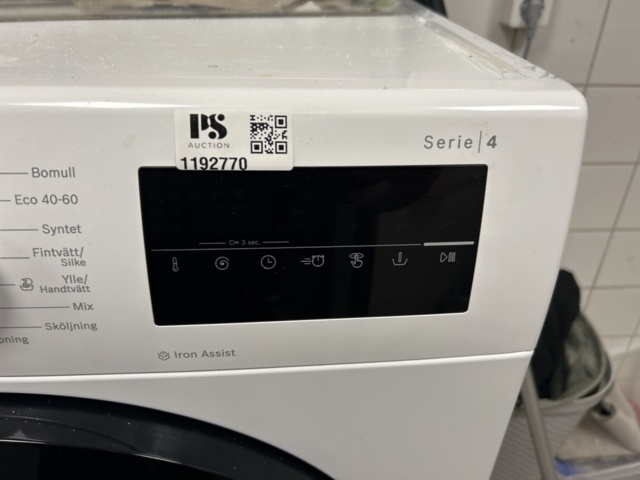 PS
AUCTION
1192770
Serie | 4
Bomull
Eco 40-60
Syntet
Fintvätt/
Silke
Ylle/
Handtvätt
Mix
Sköljning
3 sec.
Iron Assist